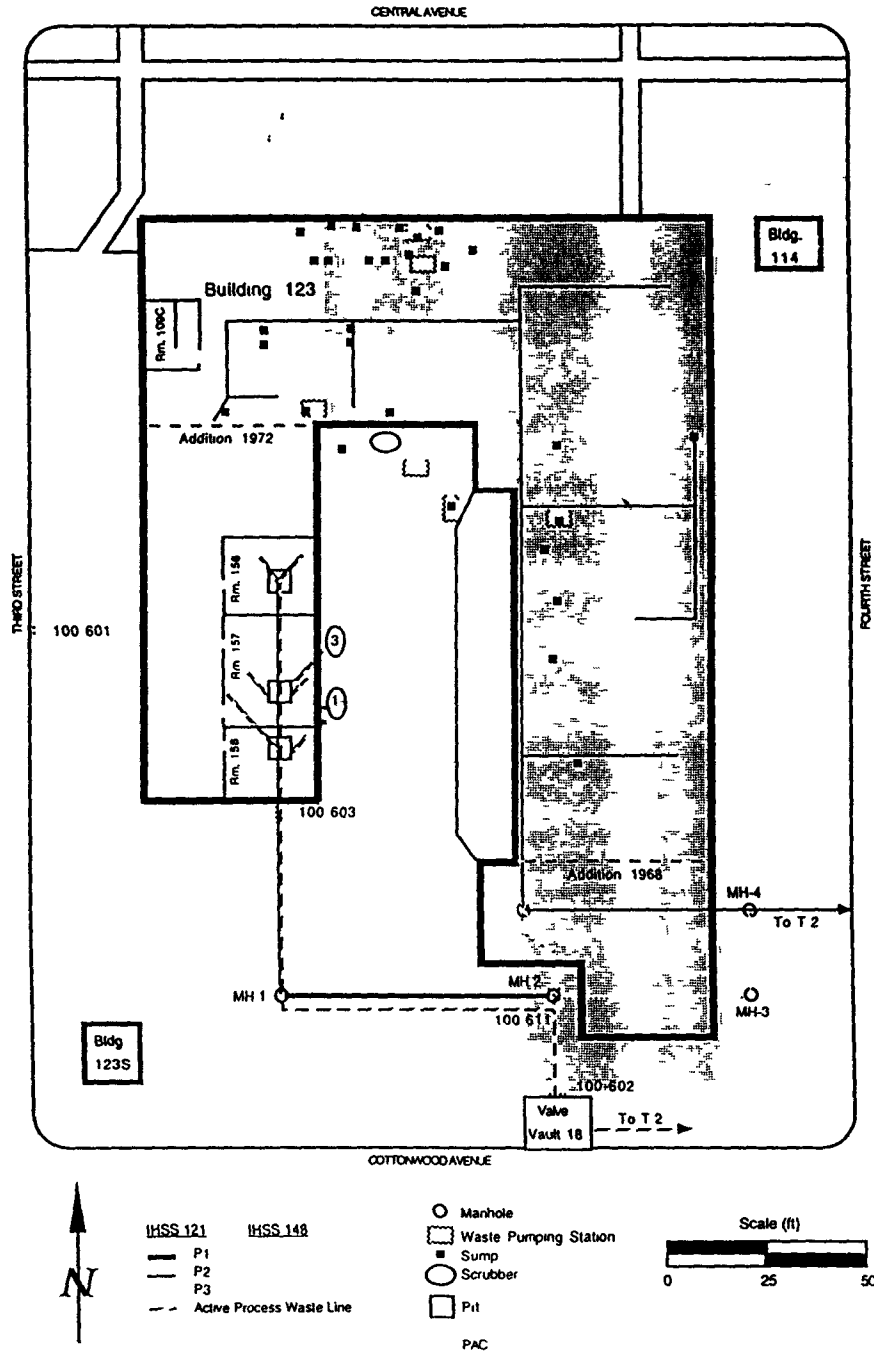 CENTRAL AVENUE
Bldg.
114
Building 123
Rm. 109C
Addition 1972
THIRD STREET
FOURTH STREET
Rm. 156
100 601
Rm. 157
3
1
Rm. 158
100 603
Addition 1968
MH-4
To T 2
MH 1
MH 2
MH-3
100 611
Bldg
123S
100-602
Valve
Vault 18
To T 2
COTTONWOOD AVENUE
N
IHSS 121 IHSS 148
P1
P2
P3
Active Process Waste Line
Manhole
Waste Pumping Station
Sump
Scrubber
Pit
PAC
Scale (ft)
0 25 50